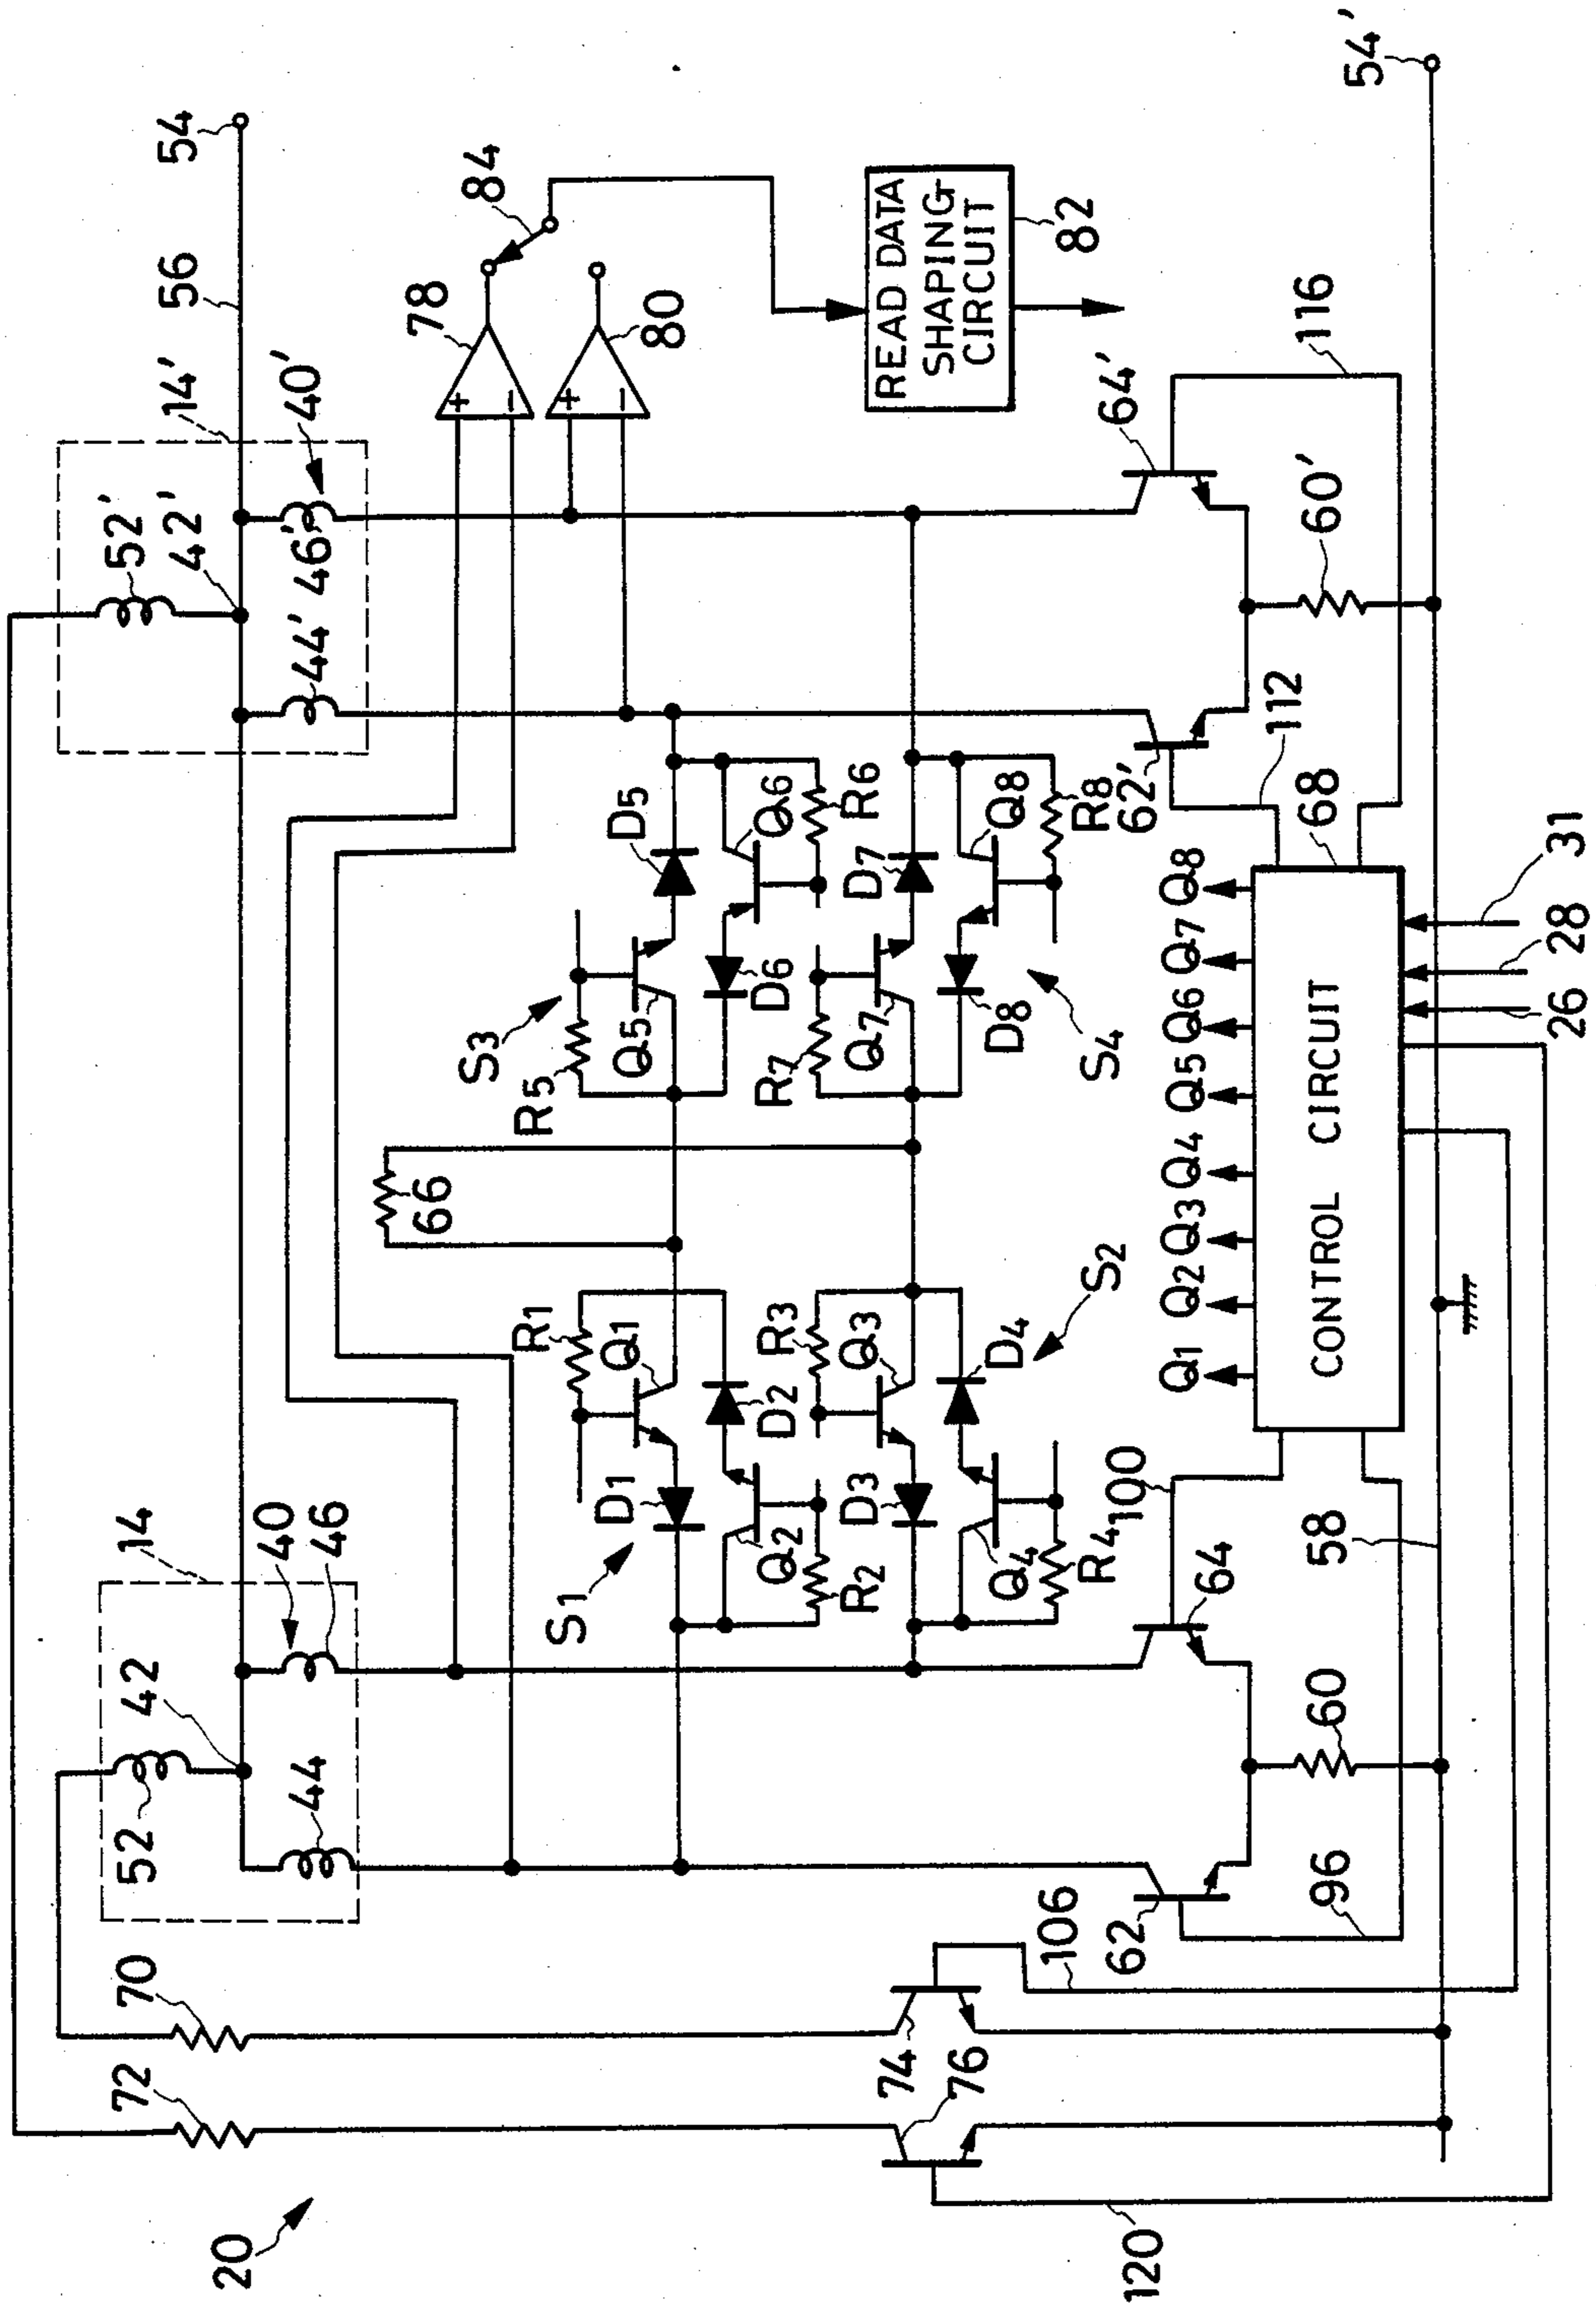 20
72
70
52
42
14
40
46
44
52'
42'
14'
40'
44'
46'
56
54
78
84
80
66
S1
D1
R1
Q1
D2
Q2
R2
R3
Q3
D3
D4
Q4
R4
S2
S3
R5
Q5
D5
Q6
R6
D6
R7
Q7
D7
Q8
R8
D8
S4
READ DATA
SHAPING
CIRCUIT
82
74
76
106
62
96
60
64
100
58
Q1
Q2
Q3
Q4
Q5
Q6
Q7
Q8
CONTROL CIRCUIT
68
26
28
31
62'
112
60'
64'
116
54'
120
+
−
+
−